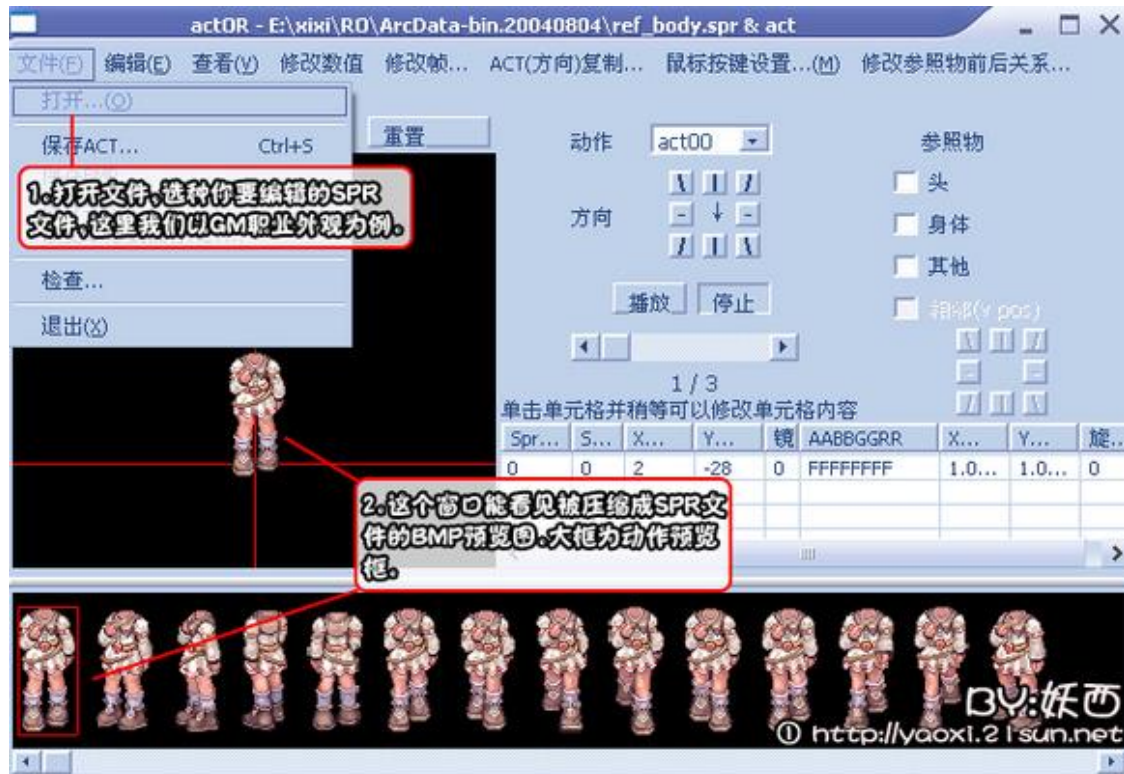 actOR - E:\xixi\RO\ArcData-bin.20040804\ref_body.spr & act
文件(F) 编辑(E) 查看(V) 修改数值 修改帧... ACT(方向)复制... 鼠标按键设置...(M) 修改参照物前后关系...
打开...(O)
保存ACT... Ctrl+S
重置
动作 act00 参照物
1.打开文件,选种你要编辑的SPR
文件,这里我们以GM职业外观为例。
头
方向
身体
其他
检查...
播放 停止
相邻(y pos)
退出(X)
1 / 3
单击单元格并稍等可以修改单元格内容
Spr... S... X... Y... 镜 AABBGGRR X... Y... 旋..
0 0 2 -28 0 FFFFFFFF 1.0... 1.0... 0
2.这个窗口能看见被压缩成SPR文
件的BMP预览图.大框为动作预览
框。
BY:妖西
① http://yaoxi.21sun.net